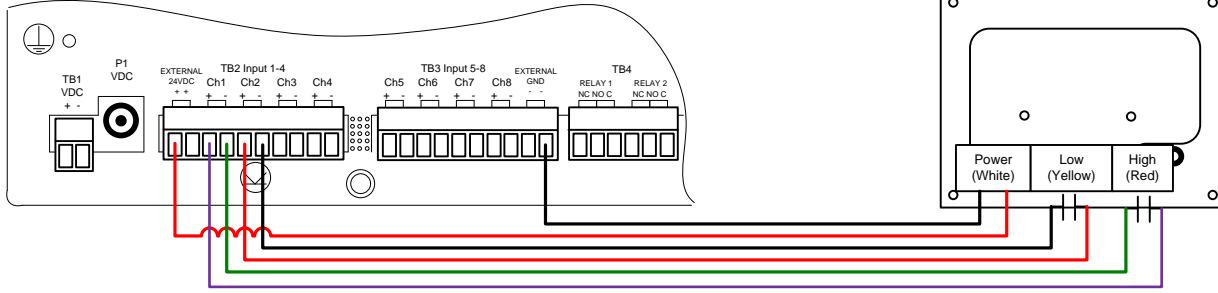 P1
VDC
TB1
VDC
+ -
EXTERNAL
24VDC
+ +
TB2 Input 1-4
Ch1 Ch2 Ch3 Ch4
+ - + - + - + -
TB3 Input 5-8
Ch5 Ch6 Ch7 Ch8
+ - + - + - + -
EXTERNAL
GND
- -
TB4
RELAY 1 RELAY 2
NC NO C NC NO C
Power
(White)
Low
(Yellow)
High
(Red)